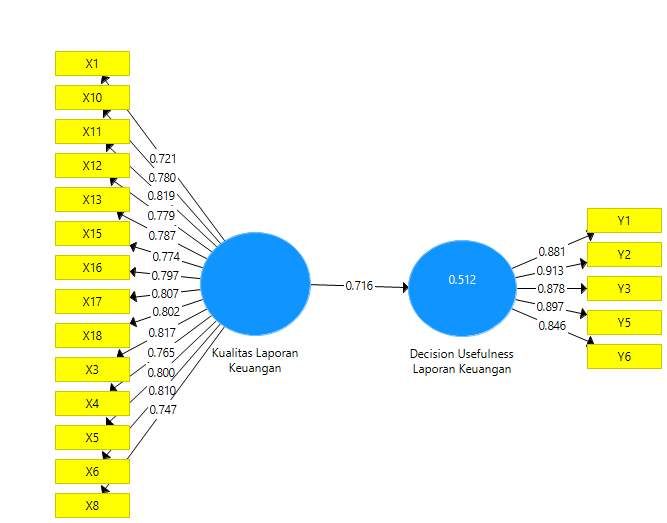 X1
X10
X11
X12
X13
X15
X16
X17
X18
X3
X4
X5
X6
X8
0.721
0.780
0.819
0.779
0.787
0.774
0.797
0.807
0.802
0.817
0.765
0.800
0.810
0.747
Kualitas Laporan
Keuangan
0.716
0.512
Decision Usefulness
Laporan Keuangan
0.881
0.913
0.878
0.897
0.846
Y1
Y2
Y3
Y5
Y6